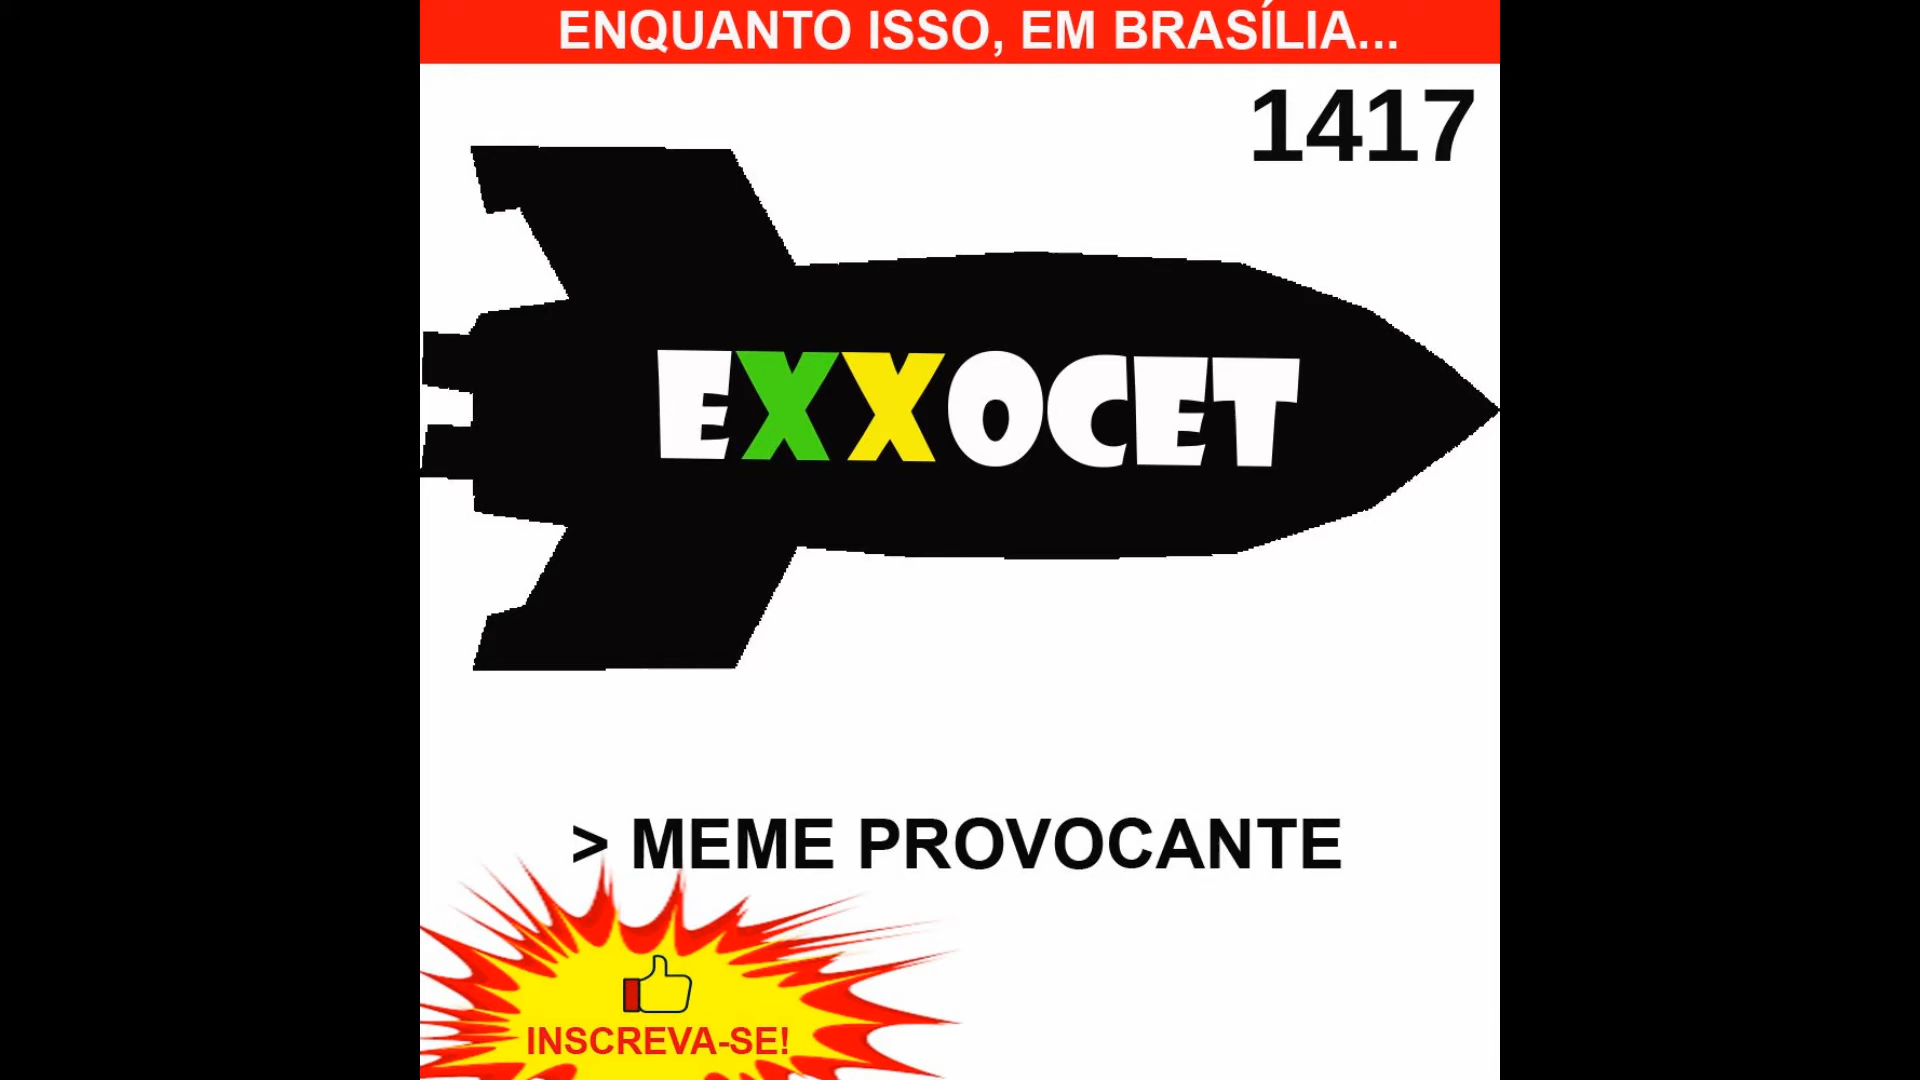 ENQUANTO ISSO, EM BRASÍLIA...
1417
EXXOCET
> MEME PROVOCANTE
INSCREVA-SE!